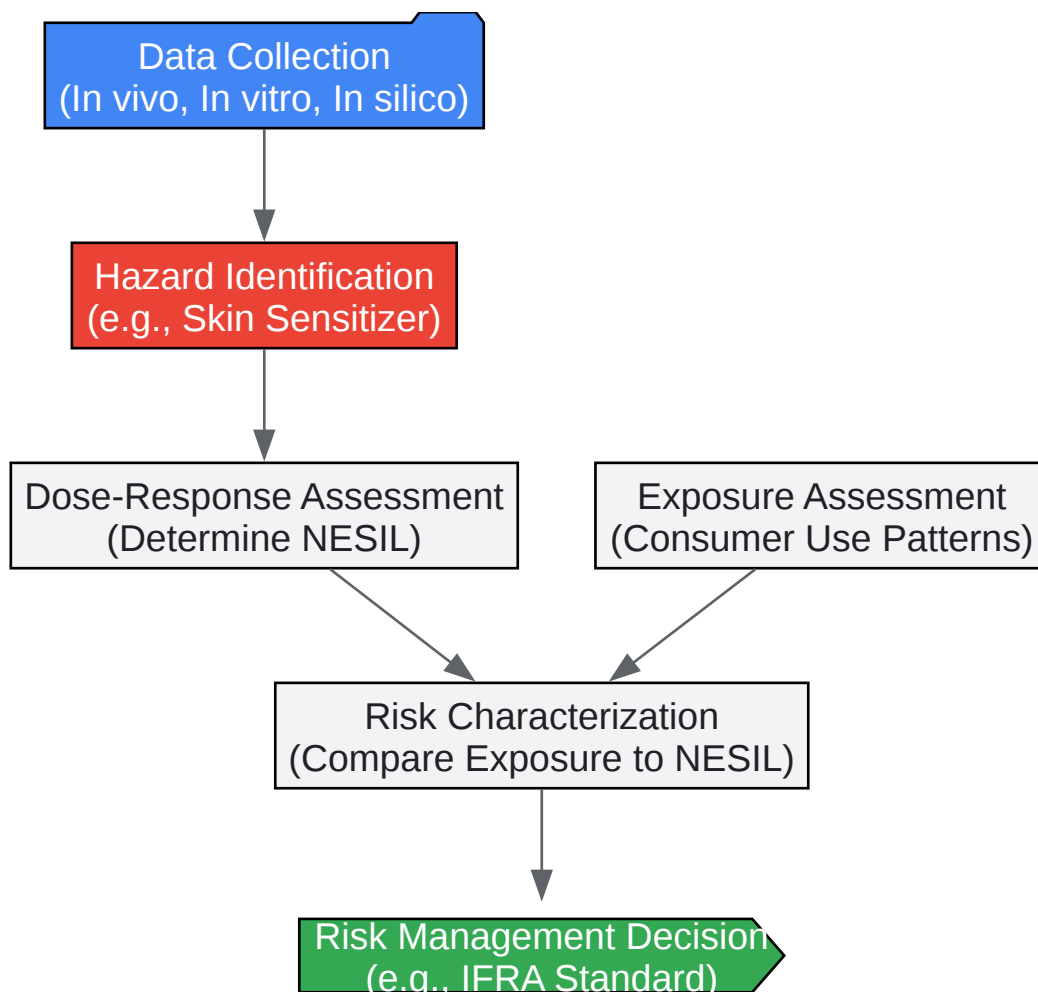 Data Collection
(In vivo, In vitro, In silico)
Hazard Identification
(e.g., Skin Sensitizer)
Dose-Response Assessment
(Determine NESIL)
Exposure Assessment
(Consumer Use Patterns)
Risk Characterization
(Compare Exposure to NESIL)
Risk Management Decision
(e.g., IFRA Standard)